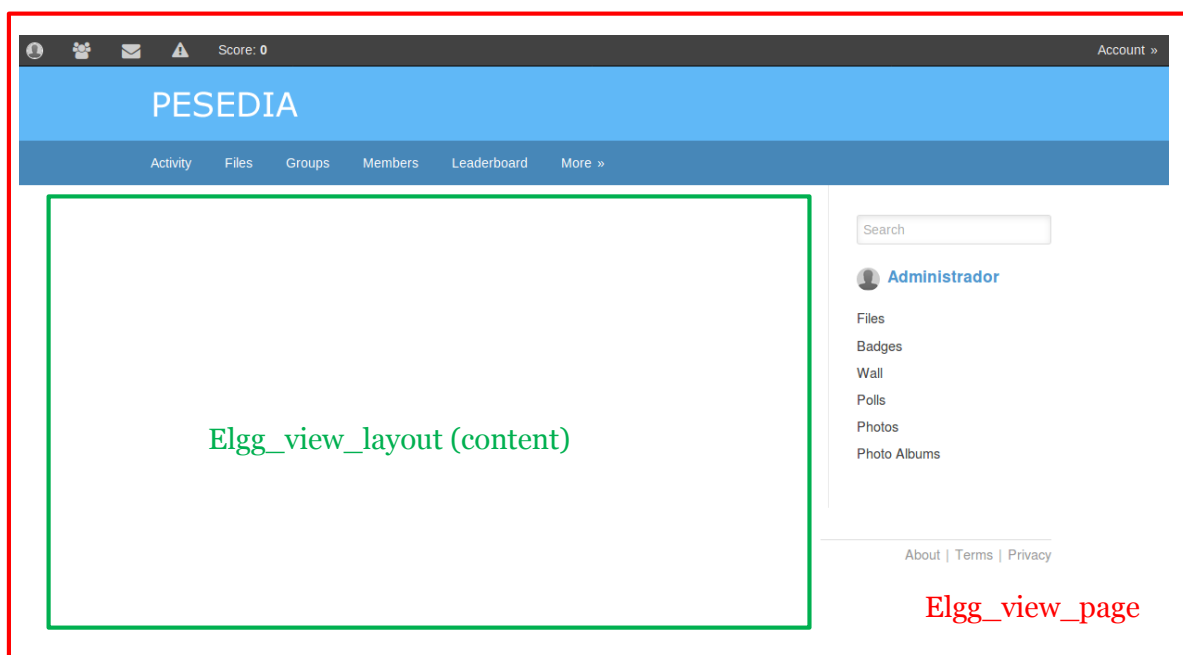 Score: 0 Account »
PESEDIA
Activity Files Groups Members Leaderboard More »
Search
Administrador
Files
Badges
Wall
Polls
Photos
Photo Albums
Elgg_view_layout (content)
About | Terms | Privacy
Elgg_view_page